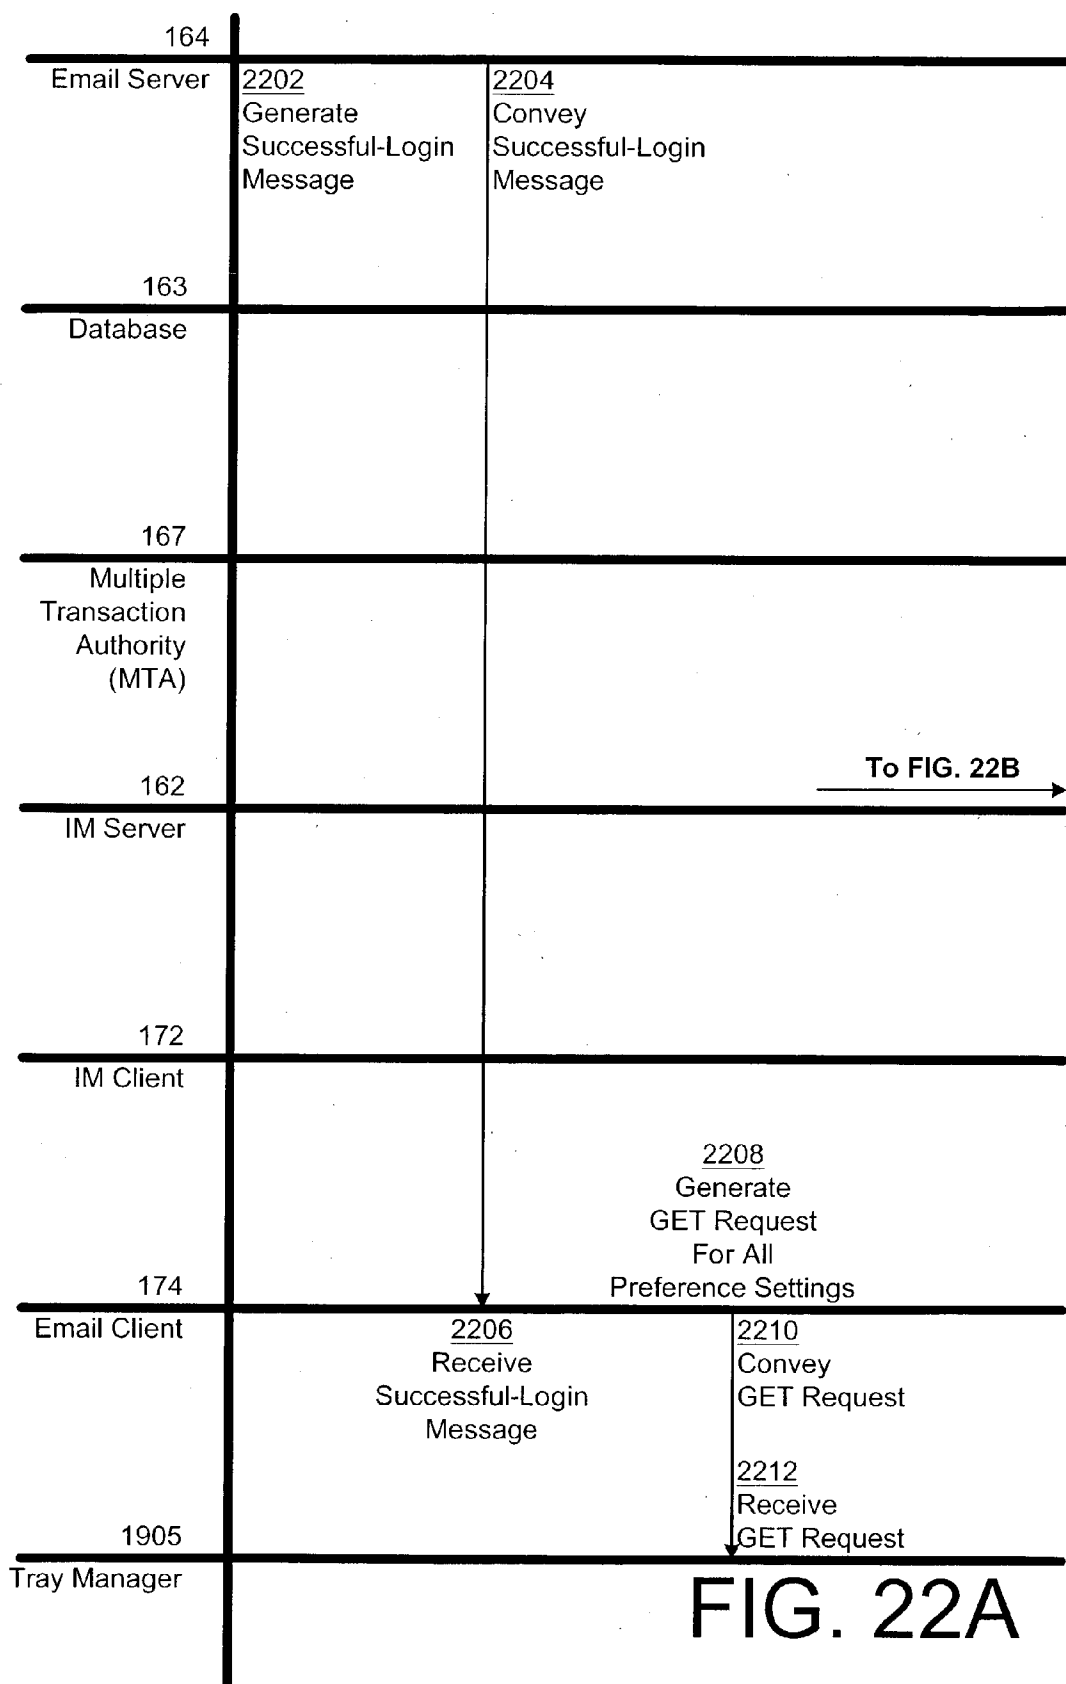 164
Email Server
2202
Generate
Successful-Login
Message
2204
Convey
Successful-Login
Message
163
Database
167
Multiple
Transaction
Authority
(MTA)
To FIG. 22B
162
IM Server
172
IM Client
2208
Generate
GET Request
For All
Preference Settings
174
Email Client
2206
Receive
Successful-Login
Message
2210
Convey
GET Request
2212
Receive
GET Request
1905
Tray Manager
FIG. 22A